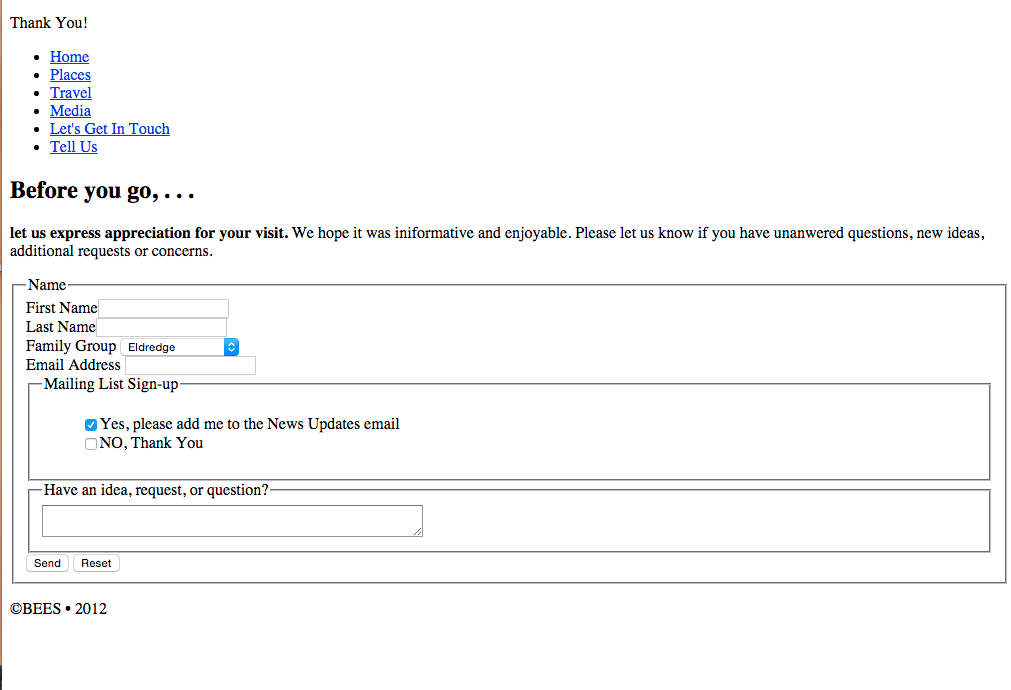 Thank You!
Home
Places
Travel
Media
Let's Get In Touch
Tell Us
Before you go, . . .
let us express appreciation for your visit. We hope it was iniformative and enjoyable. Please let us know if you have unanwered questions, new ideas,
additional requests or concerns.
Name
First Name
Last Name
Family Group Eldredge
Email Address
Mailing List Sign-up
Yes, please add me to the News Updates email
NO, Thank You
Have an idea, request, or question?
Send Reset
©BEES • 2012